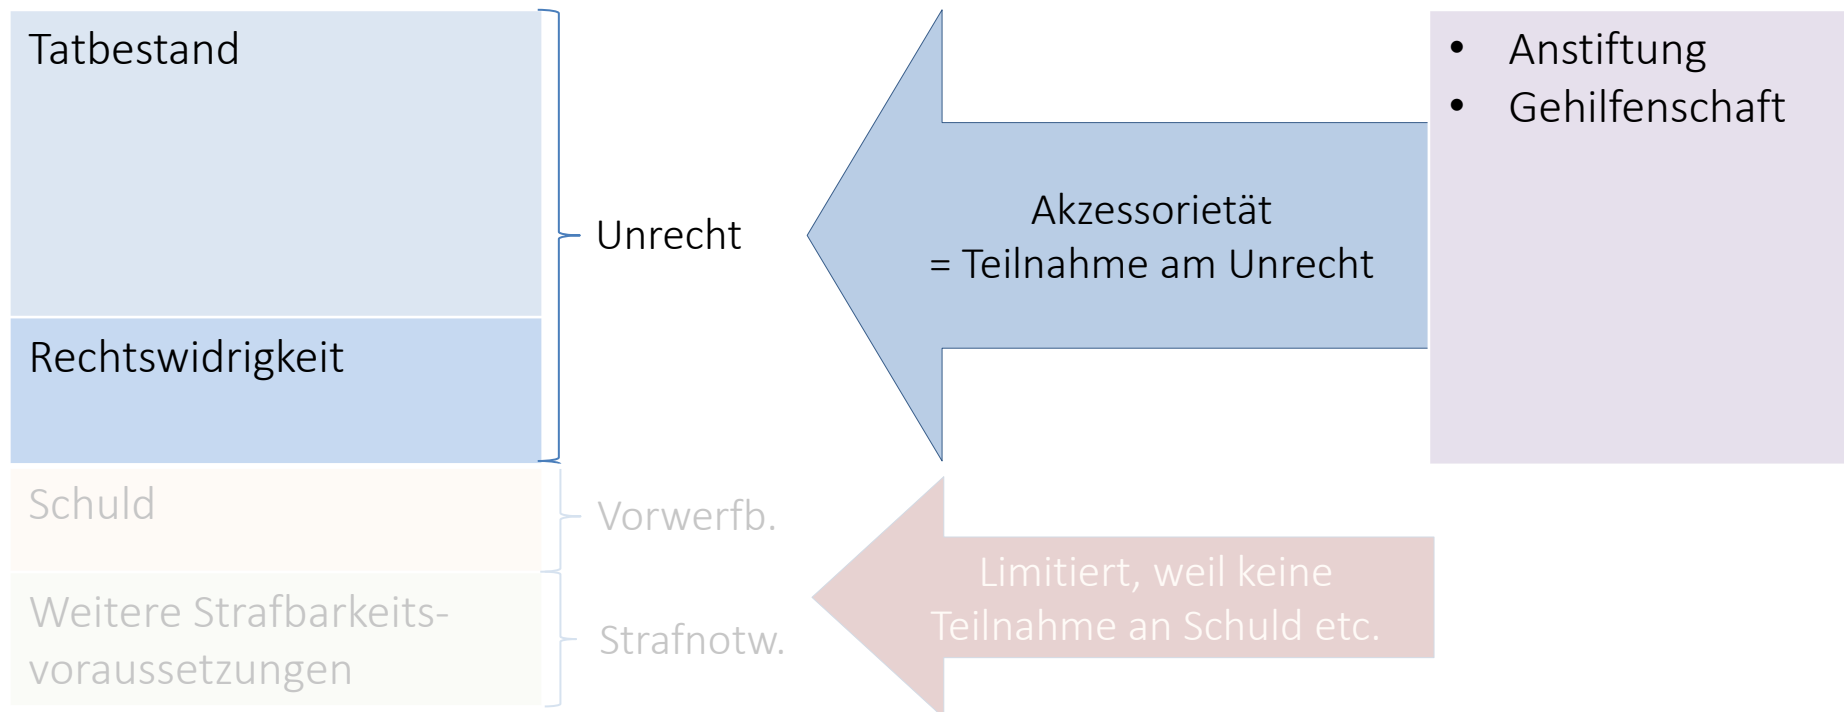 Tatbestand
Rechtswidrigkeit
Schuld
Weitere Strafbarkeits-
voraussetzungen
Unrecht
Vorwerfb.
Strafnotw.
Akzessorietät
= Teilnahme am Unrecht
Limitiert, weil keine
Teilnahme an Schuld etc.
• Anstiftung
• Gehilfenschaft